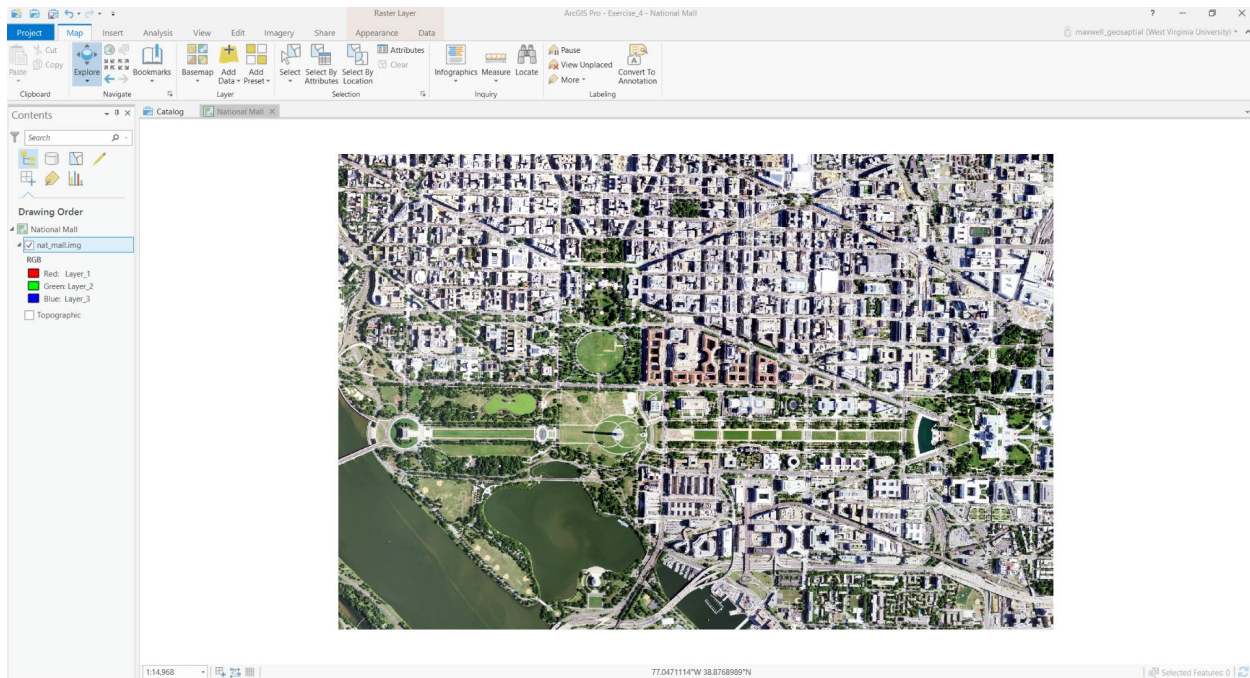 Raster Layer
ArcGIS Pro - Exercise_4 - National Mall
?
Project Map Insert Analysis View Edit Imagery Share Appearance Data
maxwell_geosaptial (West Virginia University)
Paste
Cut
Copy
Clipboard
Explore
Bookmarks
Navigate
Basemap
Add Data
Add Preset
Layer
Select
Select By Attributes
Select By Location
Attributes
Clear
Selection
Infographics
Measure
Locate
Inquiry
Pause
View Unplaced
More
Convert To Annotation
Labeling
Contents
Catalog
National Mall
Search
Drawing Order
National Mall
nat_mall.img
RGB
Red: Layer_1
Green: Layer_2
Blue: Layer_3
Topographic
1:14,968
77.0471114°W 38.8768989°N
Selected Features: 0